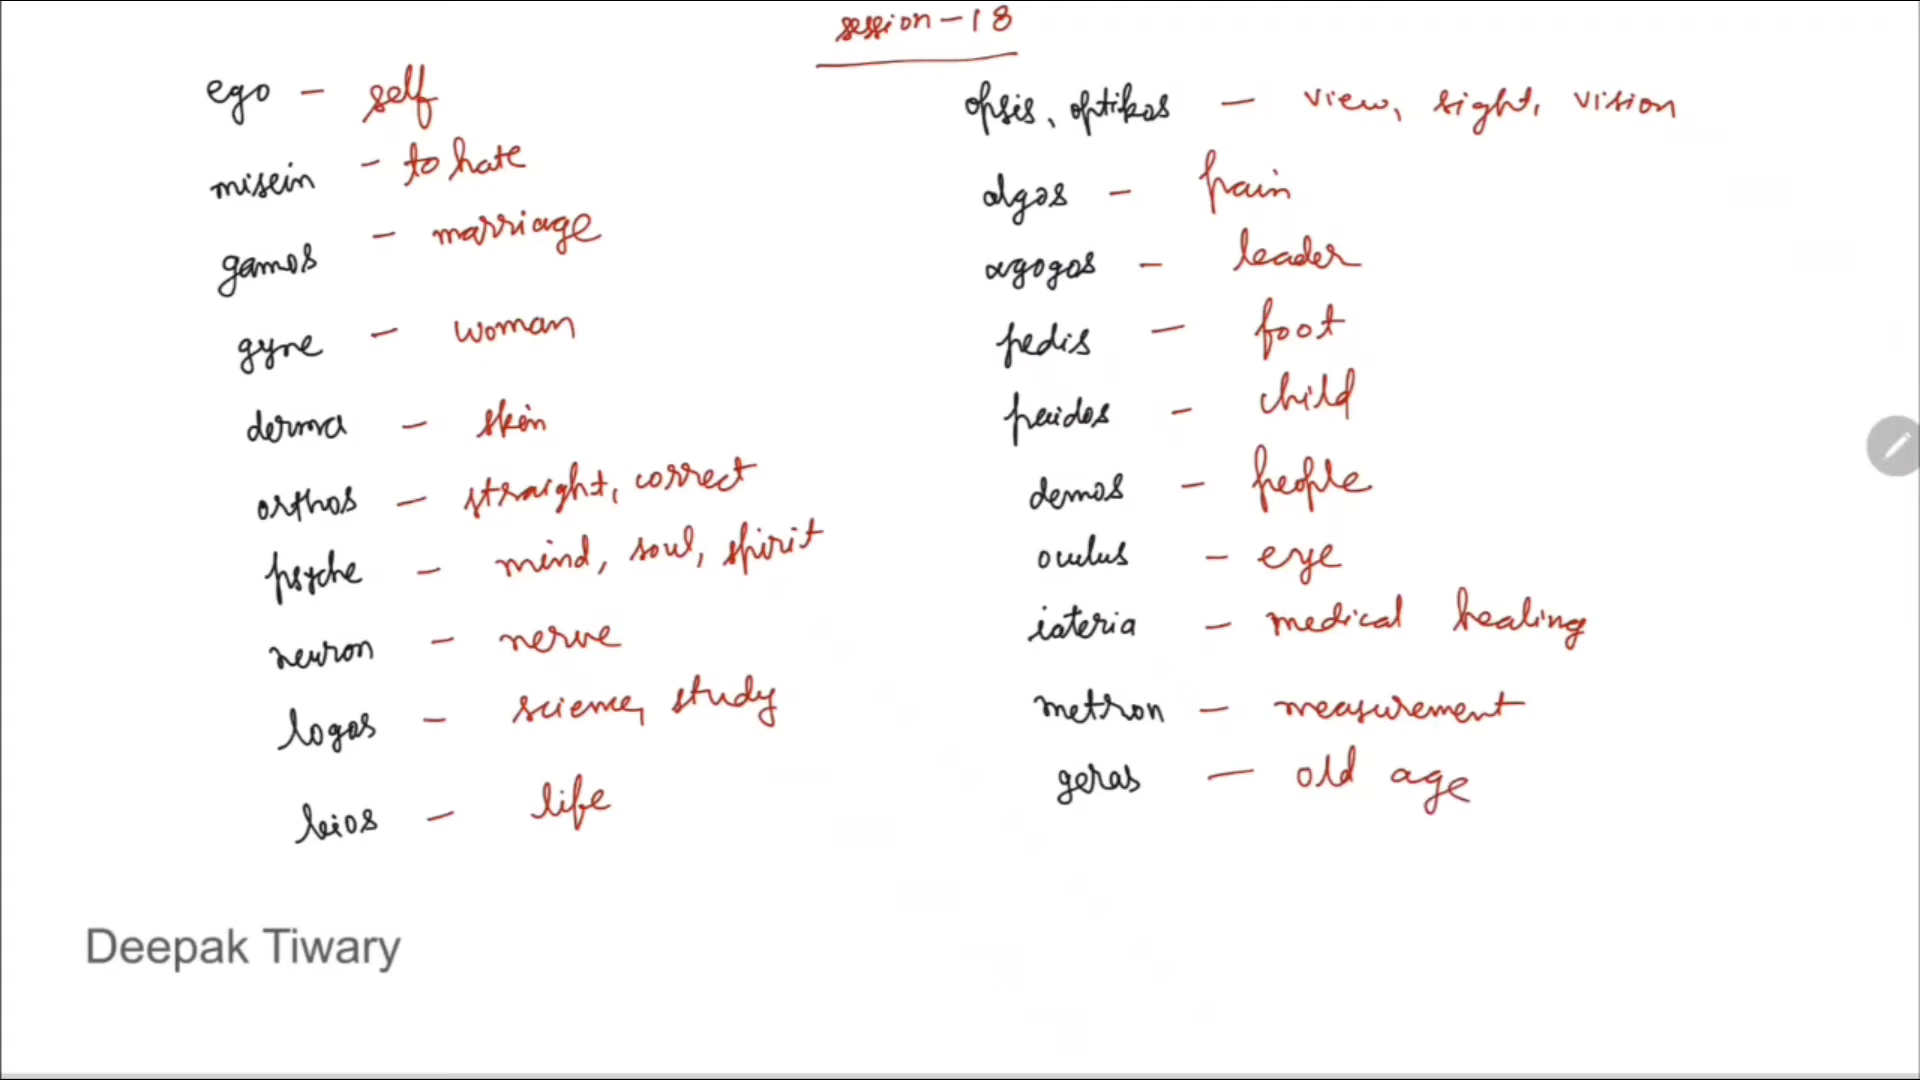 session-18
ego - self
misein - to hate
gamos - marriage
gyne - woman
derma - skin
orthos - straight, correct
psyche - mind, soul, spirit
neuron - nerve
logos - science, study
bios - life
opsis, optikos - view, sight, vision
algos - pain
agogos - leader
pedis - foot
paidos - child
demos - people
oculus - eye
iateria - medical healing
metron - measurement
geras - old age
Deepak Tiwary